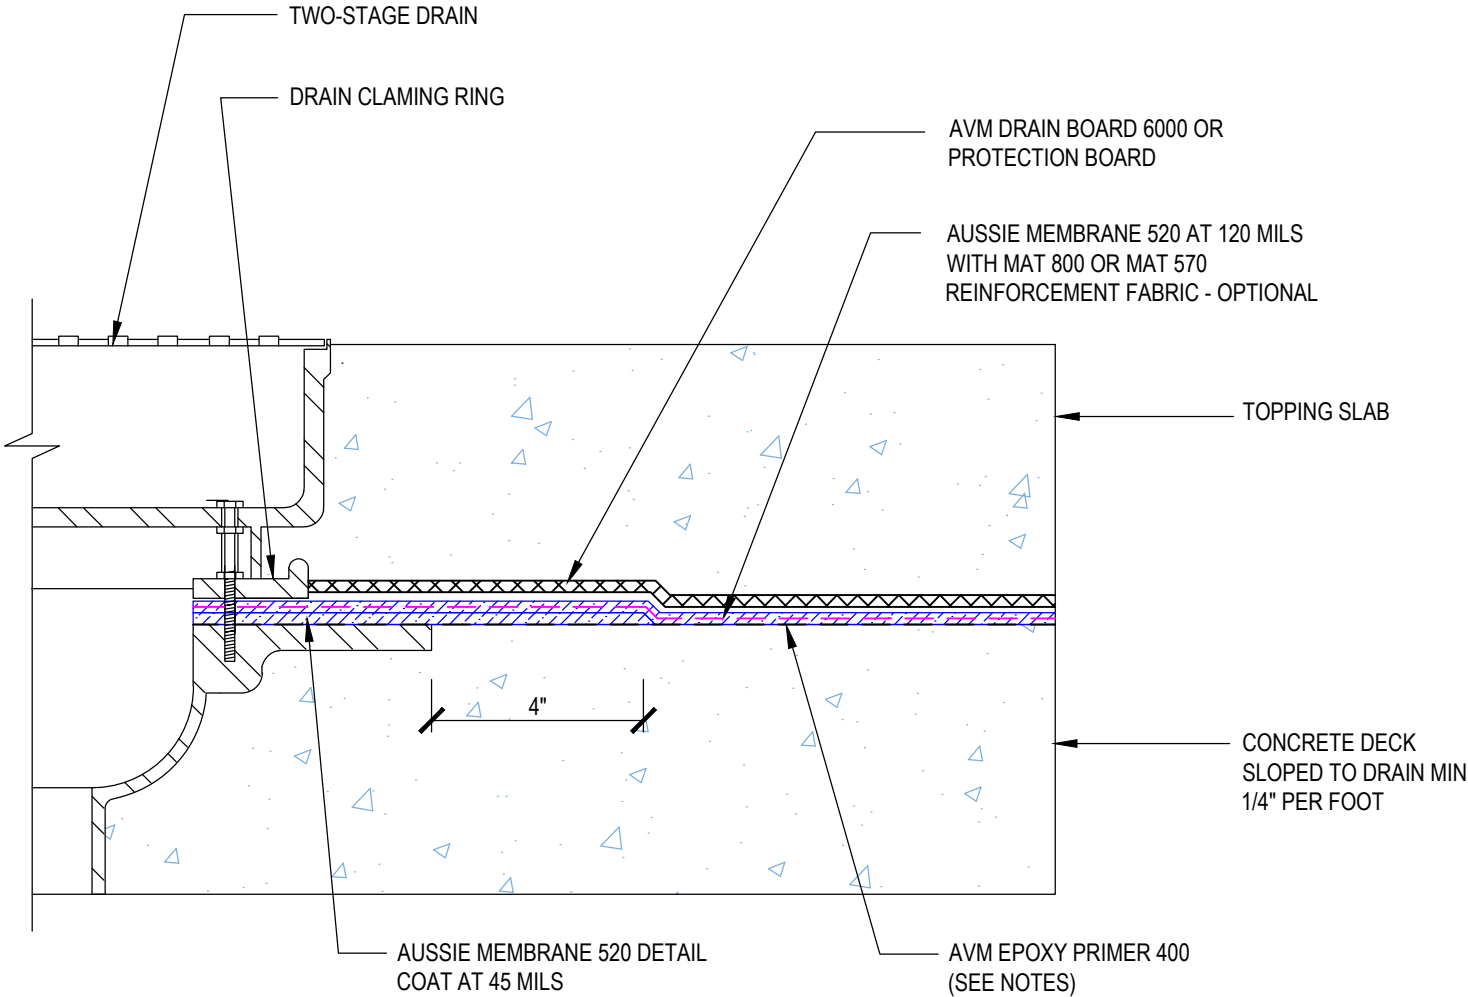 TWO-STAGE DRAIN
DRAIN CLAMING RING
AVM DRAIN BOARD 6000 OR
PROTECTION BOARD
AUSSIE MEMBRANE 520 AT 120 MILS
WITH MAT 800 OR MAT 570
REINFORCEMENT FABRIC - OPTIONAL
TOPPING SLAB
4"
CONCRETE DECK
SLOPED TO DRAIN MIN
1/4" PER FOOT
AUSSIE MEMBRANE 520 DETAIL
COAT AT 45 MILS
AVM EPOXY PRIMER 400
(SEE NOTES)